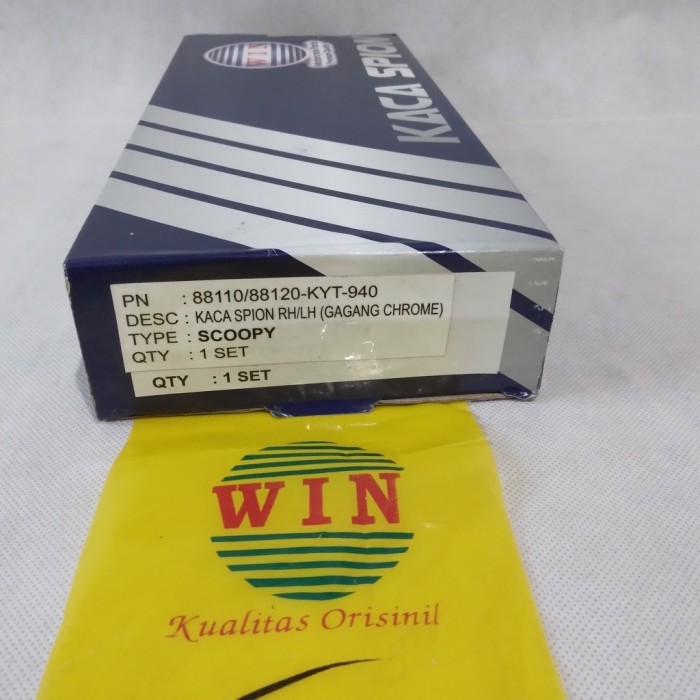 WIN
KACA SPION
PN : 88110/88120-KYT-940
DESC : KACA SPION RH/LH (GAGANG CHROME)
TYPE : SCOOPY
QTY : 1 SET
QTY : 1 SET
WIN
Kualitas Orisinil